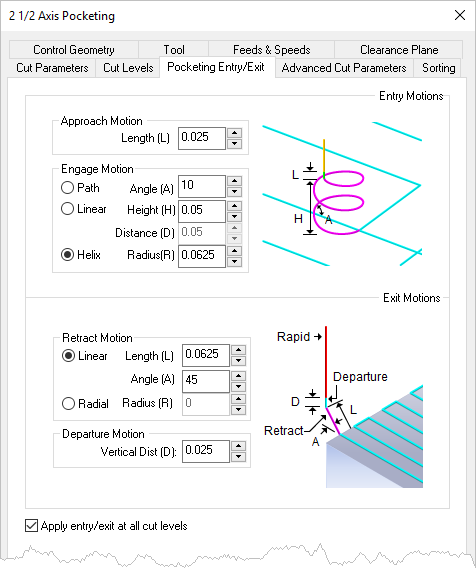 2 1/2 Axis Pocketing
Control Geometry Tool Feeds & Speeds Clearance Plane
Cut Parameters Cut Levels Pocketing Entry/Exit Advanced Cut Parameters Sorting
Entry Motions
Approach Motion
Length (L) 0.025
Engage Motion
Path Angle (A) 10
Linear Height (H) 0.05
Distance (D) 0.05
Helix Radius(R) 0.0625
L
H
A
Exit Motions
Retract Motion
Linear Length (L) 0.0625
Angle (A) 45
Radial Radius (R) 0
Departure Motion
Vertical Dist (D): 0.025
Rapid
Departure
D
L
Retract
A
Apply entry/exit at all cut levels